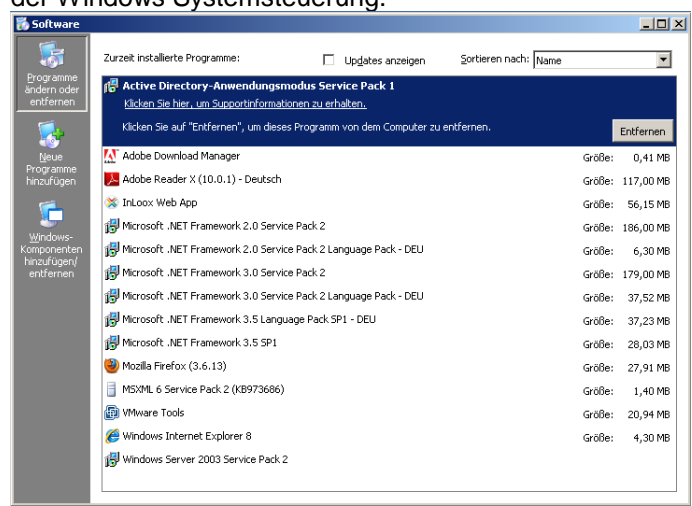 der Windows Systemsteuerung.
Software
Programme
ändern oder
entfernen
Neue
Programme
hinzufügen
Windows-
Komponenten
hinzufügen/
entfernen
Zurzeit installierte Programme: Updates anzeigen Sortieren nach: Name
Active Directory-Anwendungsmodus Service Pack 1
Klicken Sie hier, um Supportinformationen zu erhalten.
Klicken Sie auf "Entfernen", um dieses Programm von dem Computer zu entfernen. Entfernen
Adobe Download Manager Größe: 0,41 MB
Adobe Reader X (10.0.1) - Deutsch Größe: 117,00 MB
InLoox Web App Größe: 56,15 MB
Microsoft .NET Framework 2.0 Service Pack 2 Größe: 186,00 MB
Microsoft .NET Framework 2.0 Service Pack 2 Language Pack - DEU Größe: 6,30 MB
Microsoft .NET Framework 3.0 Service Pack 2 Größe: 179,00 MB
Microsoft .NET Framework 3.0 Service Pack 2 Language Pack - DEU Größe: 37,52 MB
Microsoft .NET Framework 3.5 Language Pack SP1 - DEU Größe: 37,23 MB
Microsoft .NET Framework 3.5 SP1 Größe: 28,03 MB
Mozilla Firefox (3.6.13) Größe: 27,91 MB
MSXML 6 Service Pack 2 (KB973686) Größe: 1,40 MB
VMware Tools Größe: 20,94 MB
Windows Internet Explorer 8 Größe: 4,30 MB
Windows Server 2003 Service Pack 2